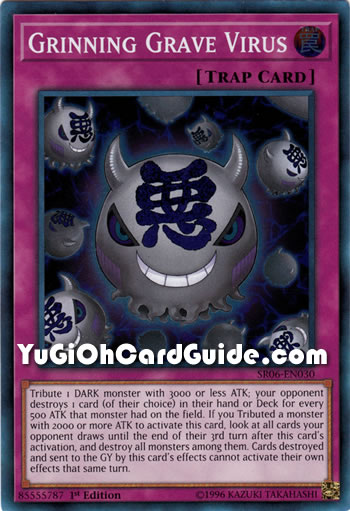 GRINNING GRAVE VIRUS
罠
TRAP
[TRAP CARD]
惡
YuGiOhCardGuide.com
SR06-EN030
Tribute 1 DARK monster with 3000 or less ATK; your opponent
destroys 1 card (of their choice) in their hand or Deck for every
500 ATK that monster had on the field. If you Tributed a monster
with 2000 or more ATK to activate this card, look at all cards your
opponent draws until the end of their 3rd turn after this card's
activation, and destroy all monsters among them. Cards destroyed
and sent to the GY by this card's effects cannot activate their own
effects that same turn.
85555787 1st Edition ©1996 KAZUKI TAKAHASHI